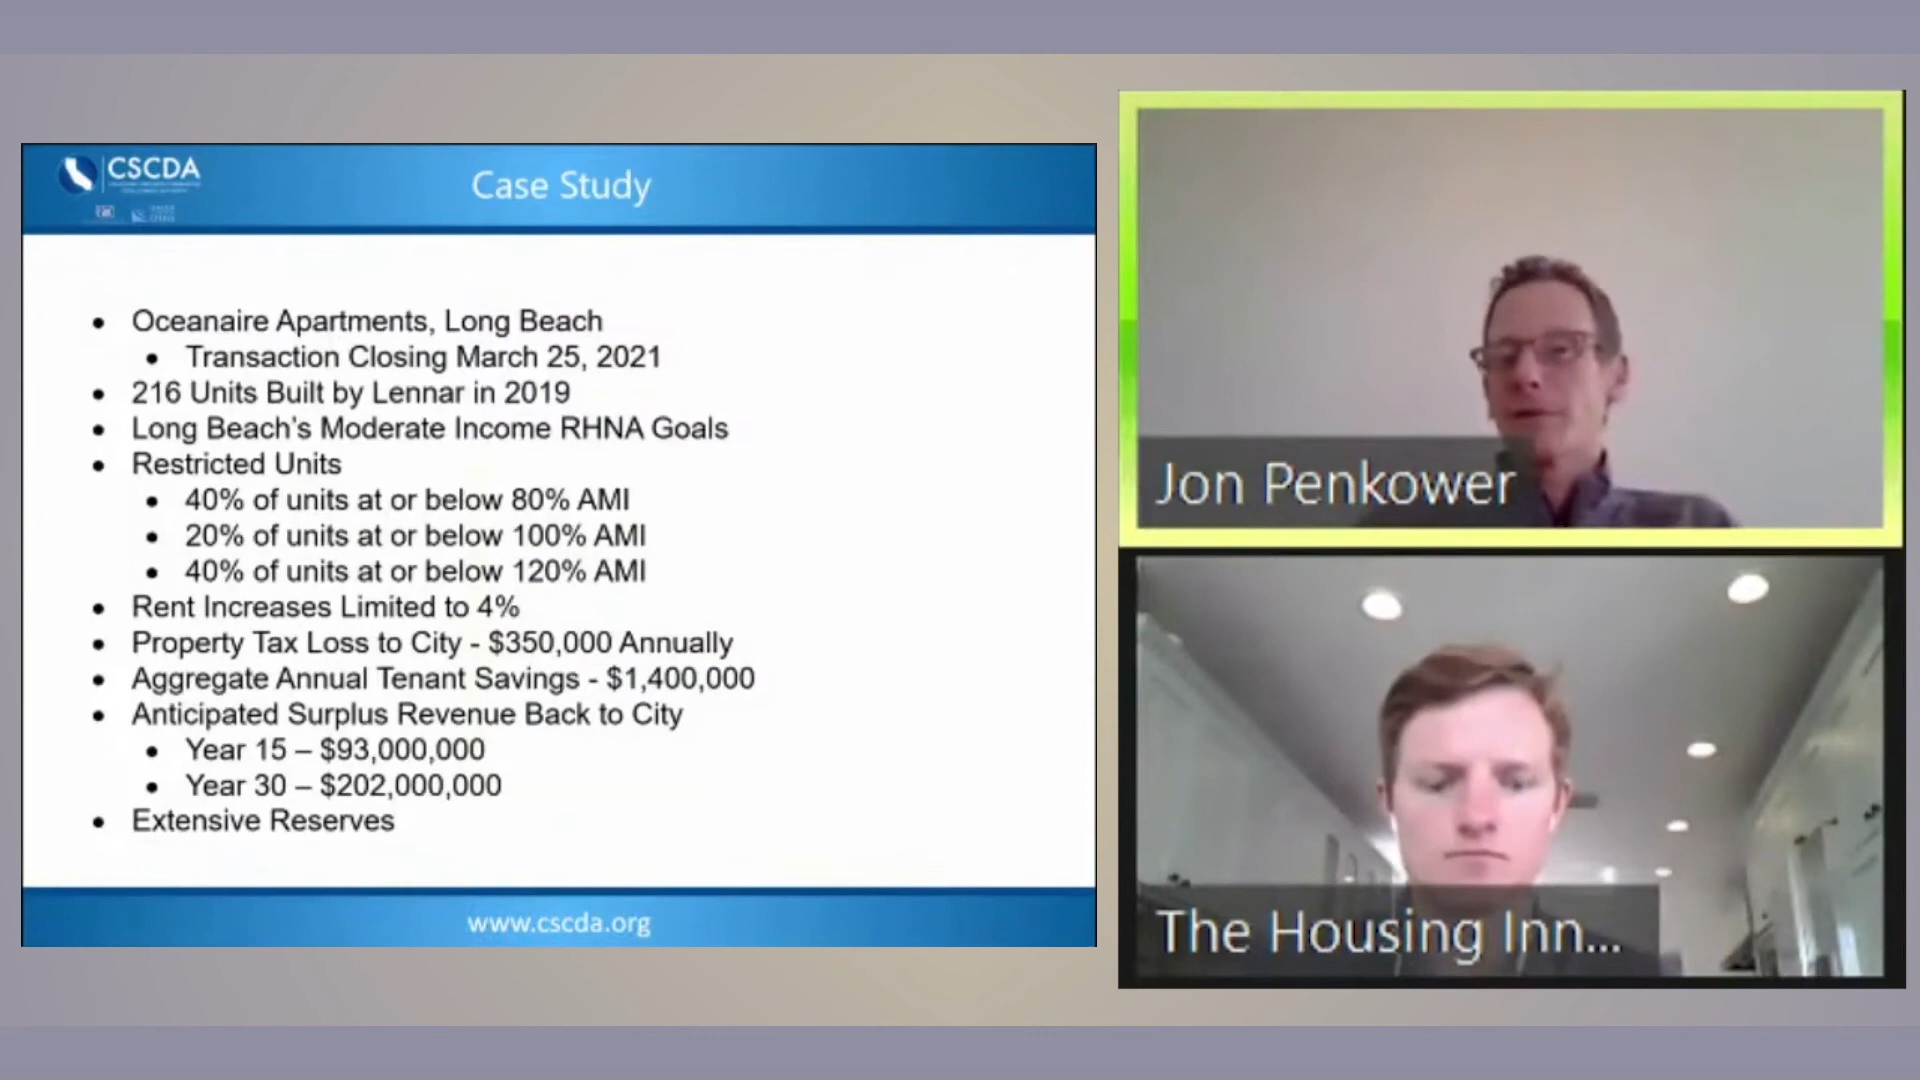 CSCDA
Case Study
Oceanaire Apartments, Long Beach
Transaction Closing March 25, 2021
216 Units Built by Lennar in 2019
Long Beach's Moderate Income RHNA Goals
Restricted Units
40% of units at or below 80% AMI
20% of units at or below 100% AMI
40% of units at or below 120% AMI
Rent Increases Limited to 4%
Property Tax Loss to City - $350,000 Annually
Aggregate Annual Tenant Savings - $1,400,000
Anticipated Surplus Revenue Back to City
Year 15 – $93,000,000
Year 30 – $202,000,000
Extensive Reserves
www.cscda.org
Jon Penkower
The Housing Inn...